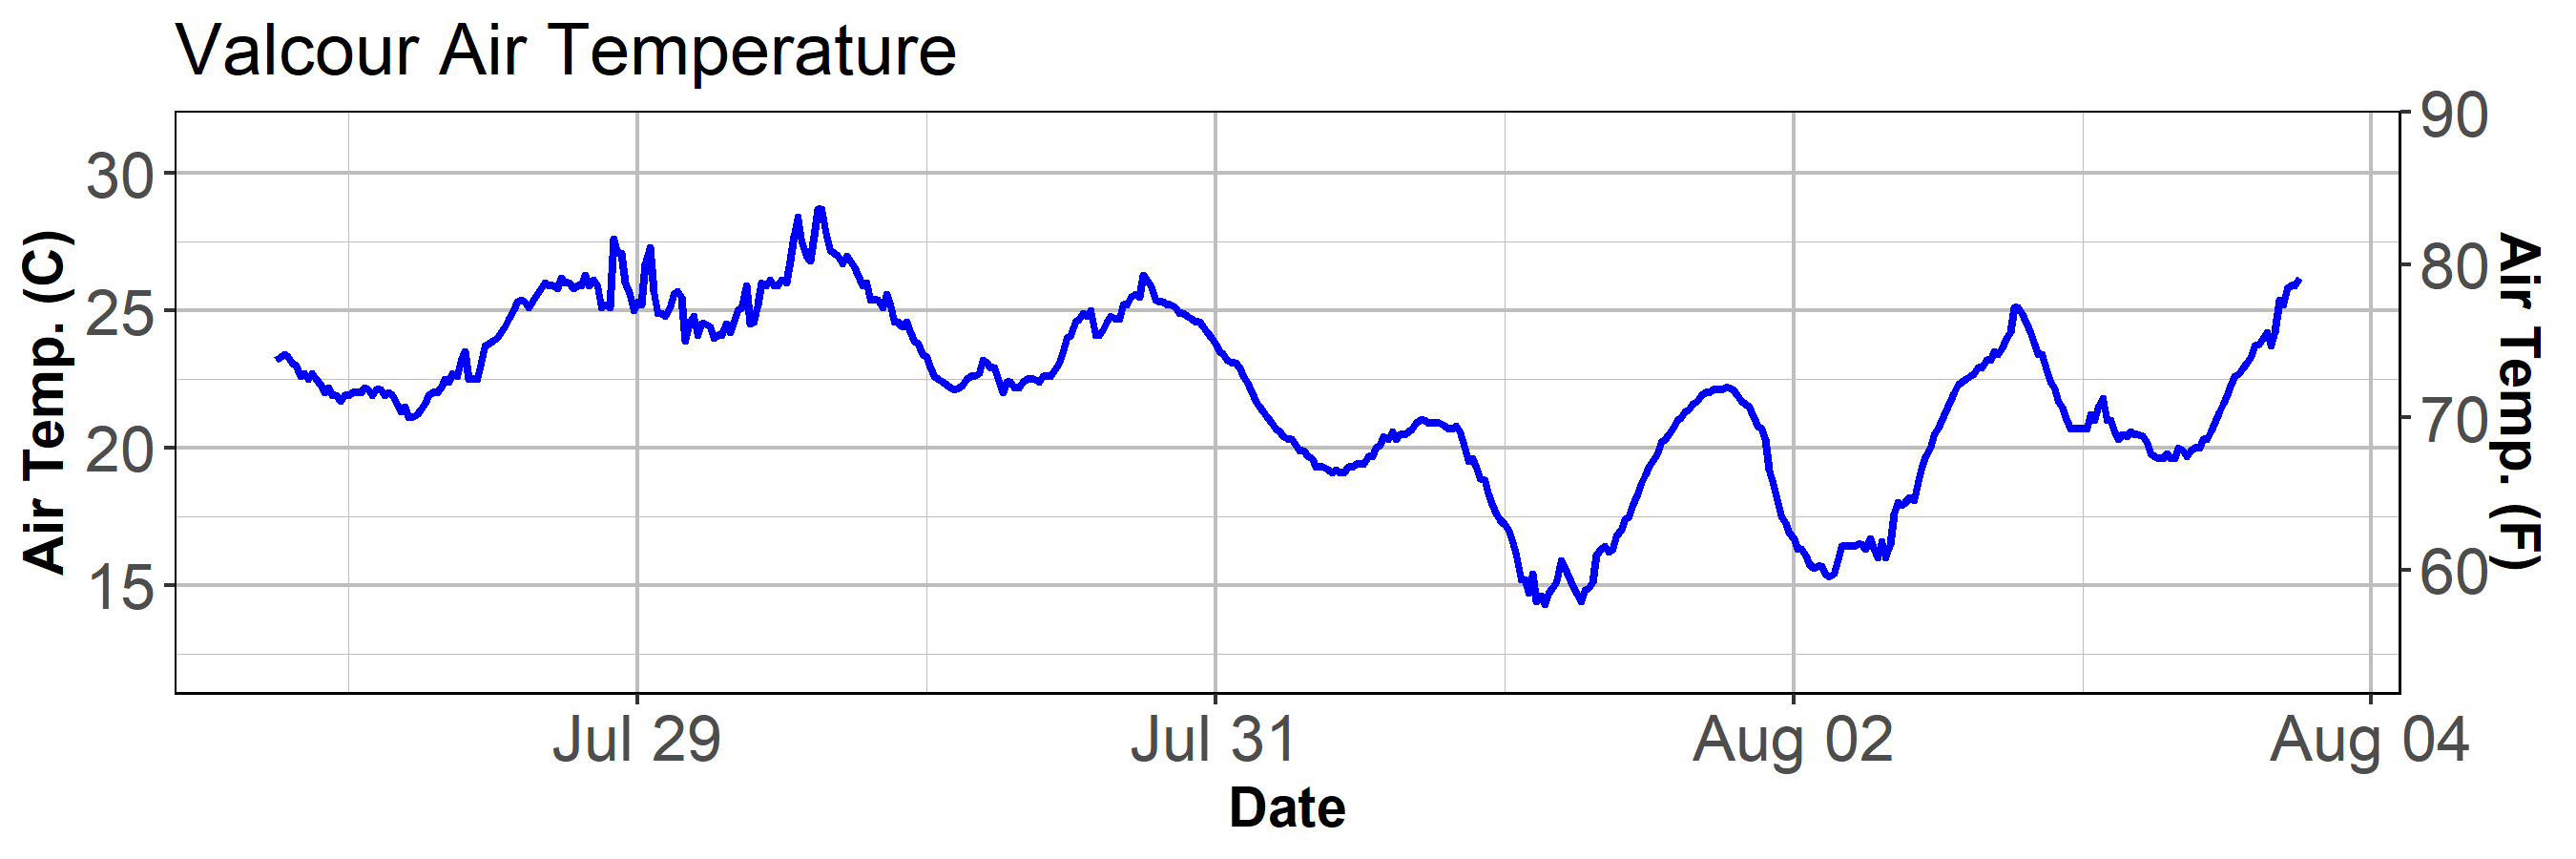 Valcour Air Temperature
Air Temp. (C)
30
25
20
15
90
80
70
60
Air Temp. (F)
Jul 29 Jul 31 Aug 02 Aug 04
Date